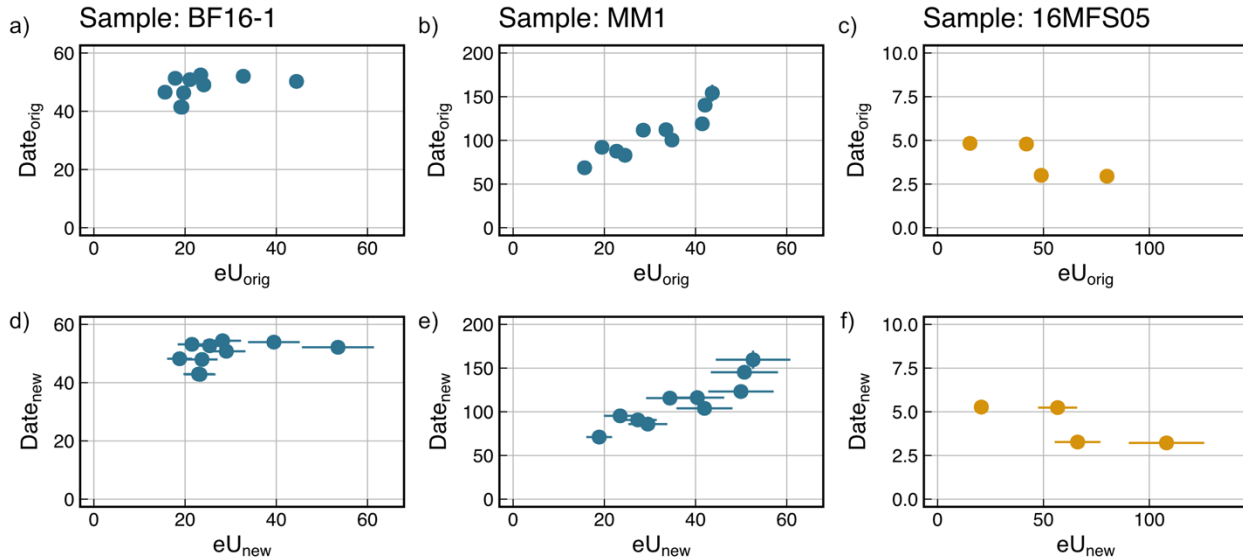 Sample: BF16-1
Sample: MM1
Sample: 16MFS05
a)
60
40
20
0
Date_orig
0 20 40 60
eU_orig
b)
200
150
100
50
0
Date_orig
0 20 40 60
eU_orig
c)
10.0
7.5
5.0
2.5
0.0
Date_orig
0 50 100
eU_orig
d)
60
40
20
0
Date_new
0 20 40 60
eU_new
e)
200
150
100
50
0
Date_new
0 20 40 60
eU_new
f)
10.0
7.5
5.0
2.5
0.0
Date_new
0 50 100
eU_new